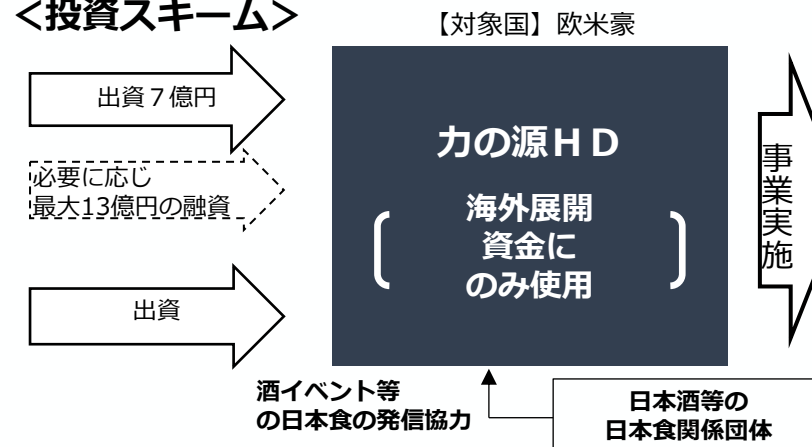 ＜投資スキーム＞
【対象国】欧米豪
出資７億円
必要に応じ
最大13億円の融資
出資
力の源ＨＤ
海外展開
資金に
のみ使用
事業実施
酒イベント等
の日本食の発信協力
日本酒等の
日本食関係団体